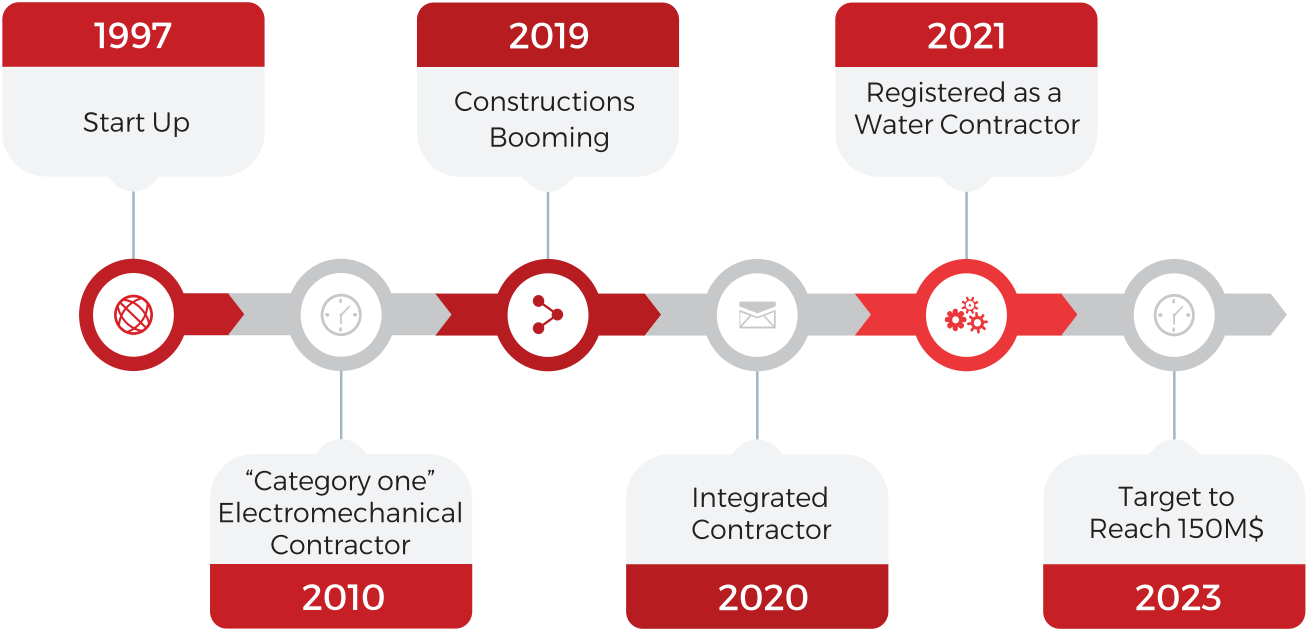 1997
Start Up
“Category one”
Electromechanical
Contractor
2010
2019
Constructions
Booming
Integrated
Contractor
2020
2021
Registered as a
Water Contractor
Target to
Reach 150M$
2023